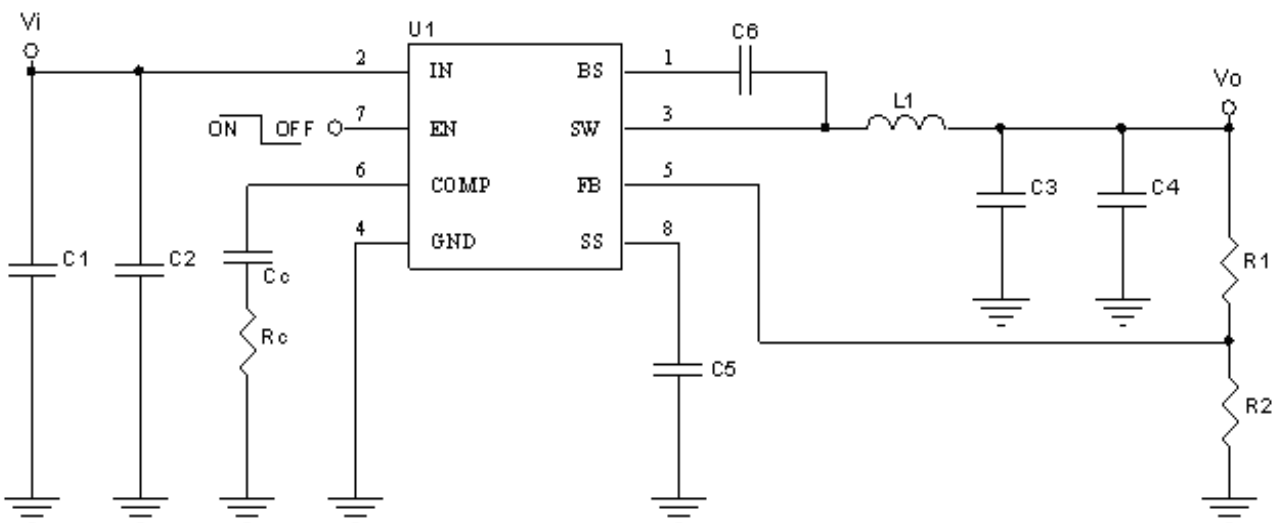 Vi
U1
C6
Vo
2 IN BS 1
L1
ON OFF 7 EN SW 3
6 COMP FB 5
C3 C4
4 GND SS 8
C1 C2 Cc R1
Rc
C5
R2